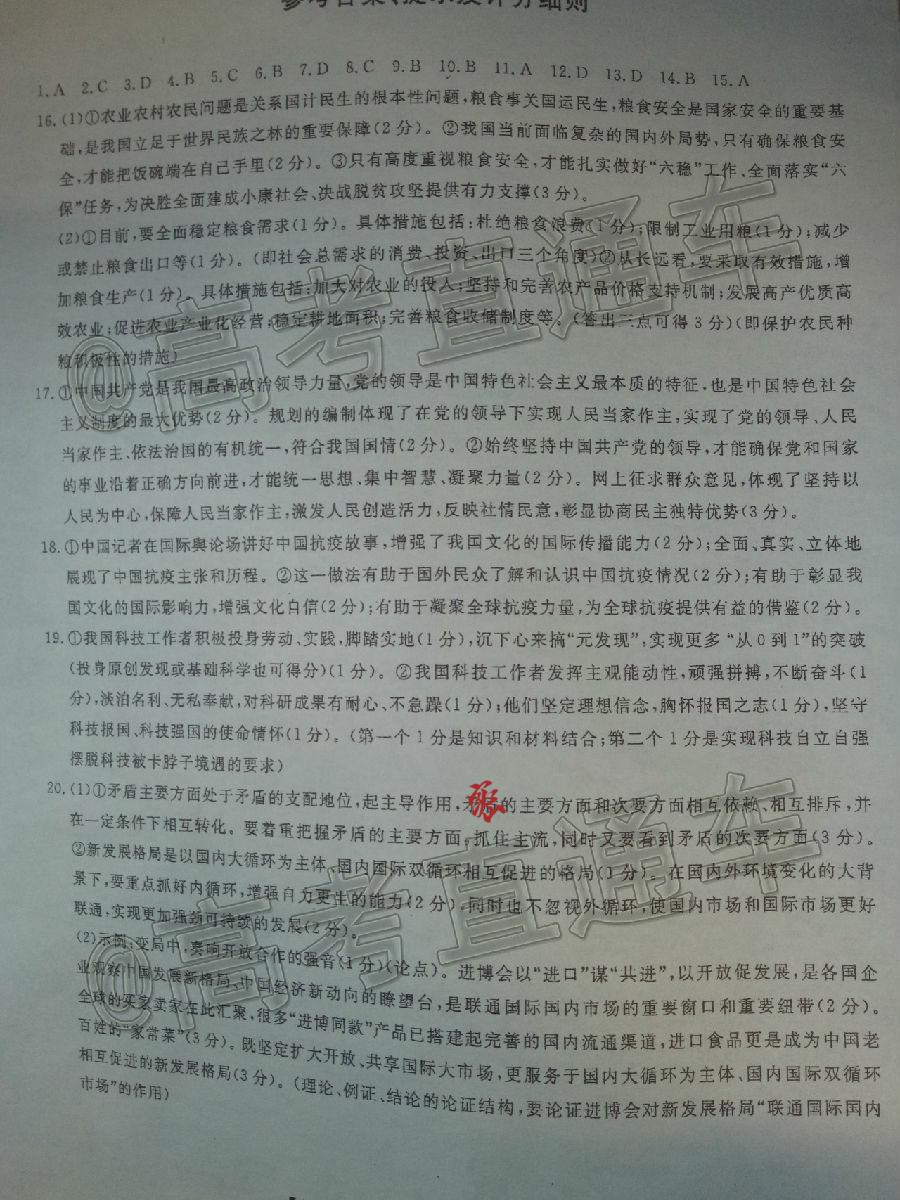 参考答案、提示及评分细则
1.A 2.C 3.D 4.B 5.C 6.B 7.D 8.C 9.B 10.B 11.A 12.D 13.D 14.B 15.A
16.(1)①农业农村农民问题是关系国计民生的根本性问题,粮食事关国运民生,粮食安全是国家安全的重要基
础,是我国立足于世界民族之林的重要保障(2分)。②我国当前面临复杂的国内外局势,只有确保粮食安
全,才能把饭碗端在自己手里(2分)。③只有高度重视粮食安全,才能扎实做好“六稳”工作、全面落实“六
保”任务,为决胜全面建成小康社会、决战脱贫攻坚提供有力支撑(3分)。
(2)①目前,要全面稳定粮食需求(1分)。具体措施包括:杜绝粮食浪费(1分);限制工业用粮(1分);减少
或禁止粮食出口等(1分)。(即社会总需求的消费、投资、出口三个角度)②从长远看,要采取有效措施,增
加粮食生产(1分)。具体措施包括:加大对农业的投入;坚持和完善农产品价格支持机制;发展高产优质高
效农业;促进农业产业化经营;稳定耕地面积;完善粮食收储制度等。(答出三点可得3分)(即保护农民种
粮积极性的措施)
17.①中国共产党是我国最高政治领导力量,党的领导是中国特色社会主义最本质的特征,也是中国特色社会
主义制度的最大优势(2分)。规划的编制体现了在党的领导下实现人民当家作主,实现了党的领导、人民
当家作主、依法治国的有机统一,符合我国国情(2分)。②始终坚持中国共产党的领导,才能确保党和国家
的事业沿着正确方向前进,才能统一思想、集中智慧、凝聚力量(2分)。网上征求群众意见,体现了坚持以
人民为中心,保障人民当家作主,激发人民创造活力,反映社情民意,彰显协商民主独特优势(3分)。
18.①中国记者在国际舆论场讲好中国抗疫故事,增强了我国文化的国际传播能力(2分);全面、真实、立体地
展现了中国抗疫主张和历程。②这一做法有助于国外民众了解和认识中国抗疫情况(2分);有助于彰显我
国文化的国际影响力,增强文化自信(2分);有助于凝聚全球抗疫力量,为全球抗疫提供有益的借鉴(2分)。
19.①我国科技工作者积极投身劳动、实践,脚踏实地(1分),沉下心来搞“元发现”,实现更多“从0到1”的突破
(投身原创发现或基础科学也可得分)(1分)。②我国科技工作者发挥主观能动性,顽强拼搏,不断奋斗(1
分),淡泊名利、无私奉献,对科研成果有耐心、不急躁(1分);他们坚定理想信念,胸怀报国之志(1分),坚守
科技报国、科技强国的使命情怀(1分)。(第一个1分是知识和材料结合;第二个1分是实现科技自立自强
摆脱科技被卡脖子境遇的要求)
20.(1)①矛盾主要方面处于矛盾的支配地位,起主导作用,矛盾的主要方面和次要方面相互依赖、相互排斥,并
在一定条件下相互转化。要着重把握矛盾的主要方面,抓住主流,同时又要看到矛盾的次要方面(3分)。
②新发展格局是以国内大循环为主体、国内国际双循环相互促进的格局(1分)。在国内外环境变化的大背
景下,要重点抓好内循环,增强自力更生的能力(2分),同时也不忽视外循环,使国内市场和国际市场更好
联通,实现更加强劲可持续的发展(2分)。
(2)示例:变局中,奏响开放合作的强音(1分)(论点)。进博会以“进口”谋“共进”,以开放促发展,是各国企
业观察中国发展新格局、中国经济新动向的瞭望台,是联通国际国内市场的重要窗口和重要纽带(2分)。
全球的买家卖家在此汇聚,很多“进博同款”产品已搭建起完善的国内流通渠道,进口食品更是成为中国老
百姓的“家常菜”(3分)。既坚定扩大开放、共享国际大市场,更服务于国内大循环为主体、国内国际双循环
相互促进的新发展格局(3分)。(理论、例证、结论的论证结构,要论证进博会对新发展格局“联通国际国内
市场”的作用)
@高考直通车
@高考直通车